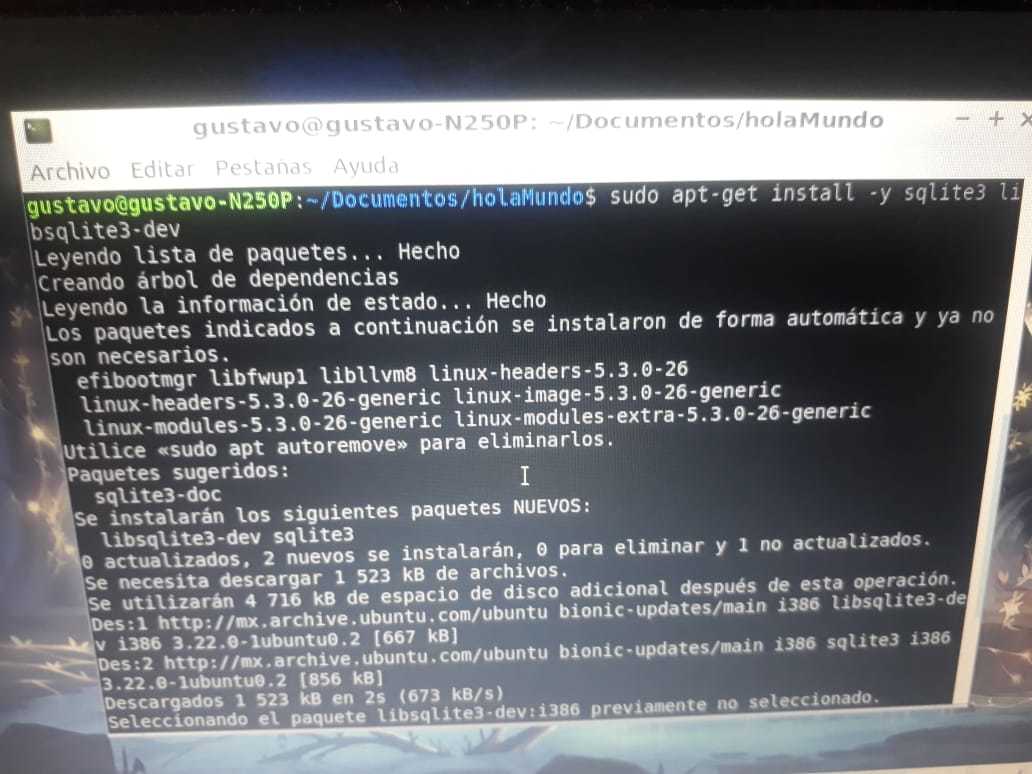 gustavo@gustavo-N250P: ~/Documentos/holaMundo
Archivo Editar Pestañas Ayuda
gustavo@gustavo-N250P:~/Documentos/holaMundo$ sudo apt-get install -y sqlite3 li
bsqlite3-dev
Leyendo lista de paquetes... Hecho
Creando árbol de dependencias
Leyendo la información de estado... Hecho
Los paquetes indicados a continuación se instalaron de forma automática y ya no
son necesarios.
efibootmgr libfwup1 libllvm8 linux-headers-5.3.0-26
linux-headers-5.3.0-26-generic linux-image-5.3.0-26-generic
linux-modules-5.3.0-26-generic linux-modules-extra-5.3.0-26-generic
Utilice «sudo apt autoremove» para eliminarlos.
Paquetes sugeridos:
sqlite3-doc
Se instalarán los siguientes paquetes NUEVOS:
libsqlite3-dev sqlite3
0 actualizados, 2 nuevos se instalarán, 0 para eliminar y 1 no actualizados.
Se necesita descargar 1 523 kB de archivos.
Se utilizarán 4 716 kB de espacio de disco adicional después de esta operación.
Des:1 http://mx.archive.ubuntu.com/ubuntu bionic-updates/main i386 libsqlite3-de
v i386 3.22.0-1ubuntu0.2 [667 kB]
Des:2 http://mx.archive.ubuntu.com/ubuntu bionic-updates/main i386 sqlite3 i386
3.22.0-1ubuntu0.2 [856 kB]
Descargados 1 523 kB en 2s (673 kB/s)
Seleccionando el paquete libsqlite3-dev:i386 previamente no seleccionado.